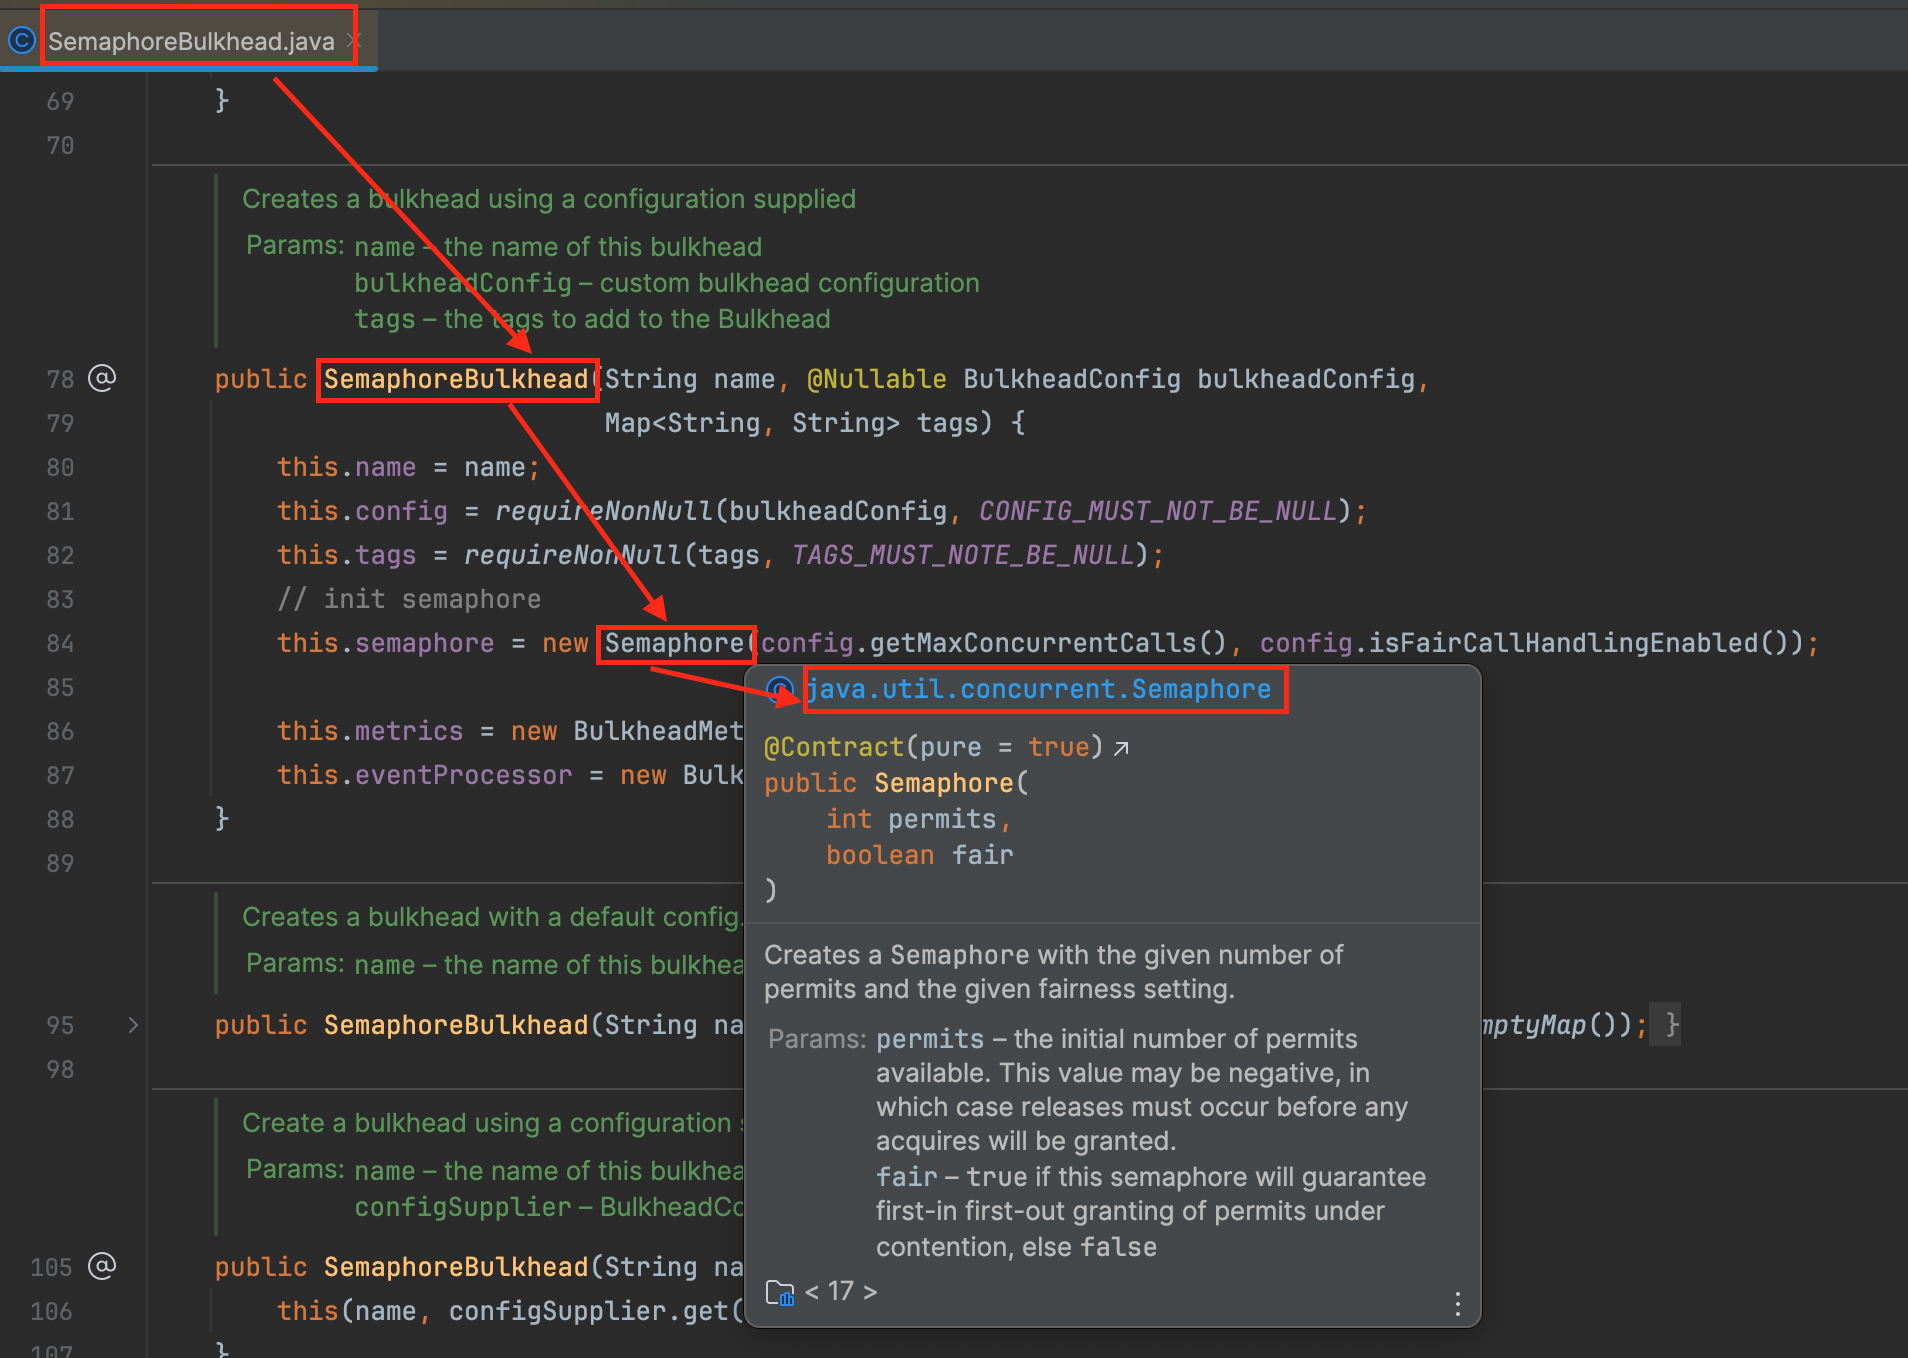 SemaphoreBulkhead.java
69 }
70
Creates a bulkhead using a configuration supplied
Params: name – the name of this bulkhead
bulkheadConfig – custom bulkhead configuration
tags – the tags to add to the Bulkhead
78 public SemaphoreBulkhead(String name, @Nullable BulkheadConfig bulkheadConfig,
79 Map<String, String> tags) {
80 this.name = name;
81 this.config = requireNonNull(bulkheadConfig, CONFIG_MUST_NOT_BE_NULL);
82 this.tags = requireNonNull(tags, TAGS_MUST_NOTE_BE_NULL);
83 // init semaphore
84 this.semaphore = new Semaphore(config.getMaxConcurrentCalls(), config.isFairCallHandlingEnabled());
85
86 this.metrics = new BulkheadMet
87 this.eventProcessor = new Bulk
88 }
89
Creates a bulkhead with a default config.
Params: name – the name of this bulkhea
95 public SemaphoreBulkhead(String na mptyMap()); }
98
Create a bulkhead using a configuration s
Params: name – the name of this bulkhea
configSupplier – BulkheadCo
105 public SemaphoreBulkhead(String na
106 this(name, configSupplier.get(
107 }
java.util.concurrent.Semaphore
@Contract(pure = true)
public Semaphore(
int permits,
boolean fair
)
Creates a Semaphore with the given number of
permits and the given fairness setting.
Params: permits – the initial number of permits
available. This value may be negative, in
which case releases must occur before any
acquires will be granted.
fair – true if this semaphore will guarantee
first-in first-out granting of permits under
contention, else false
< 17 >